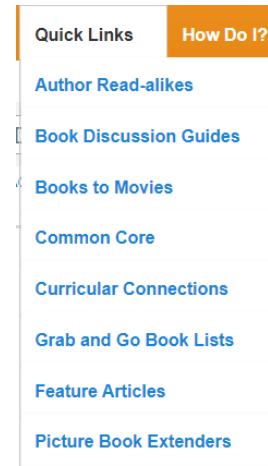 Quick Links
How Do I?
Author Read-alikes
Book Discussion Guides
Books to Movies
Common Core
Curricular Connections
Grab and Go Book Lists
Feature Articles
Picture Book Extenders